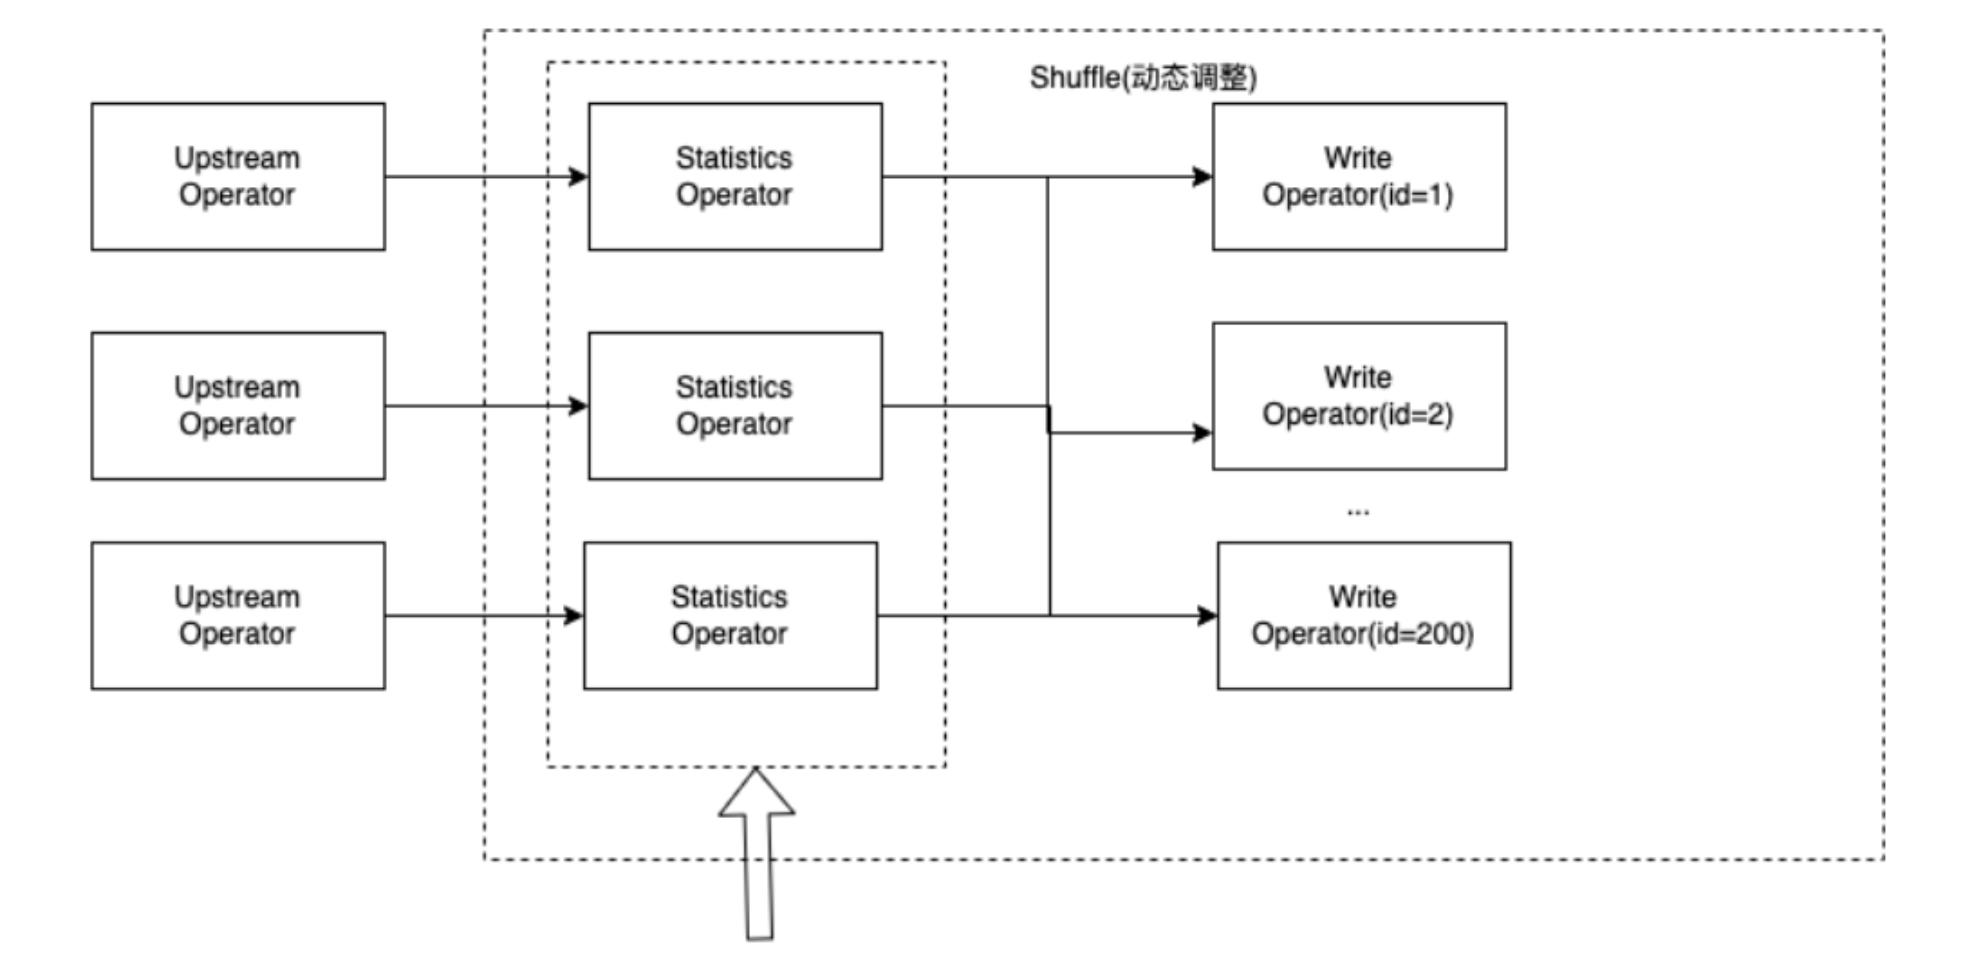 Shuffle(动态调整)
Upstream
Operator
Statistics
Operator
Write
Operator(id=1)
Upstream
Operator
Statistics
Operator
Write
Operator(id=2)
...
Upstream
Operator
Statistics
Operator
Write
Operator(id=200)